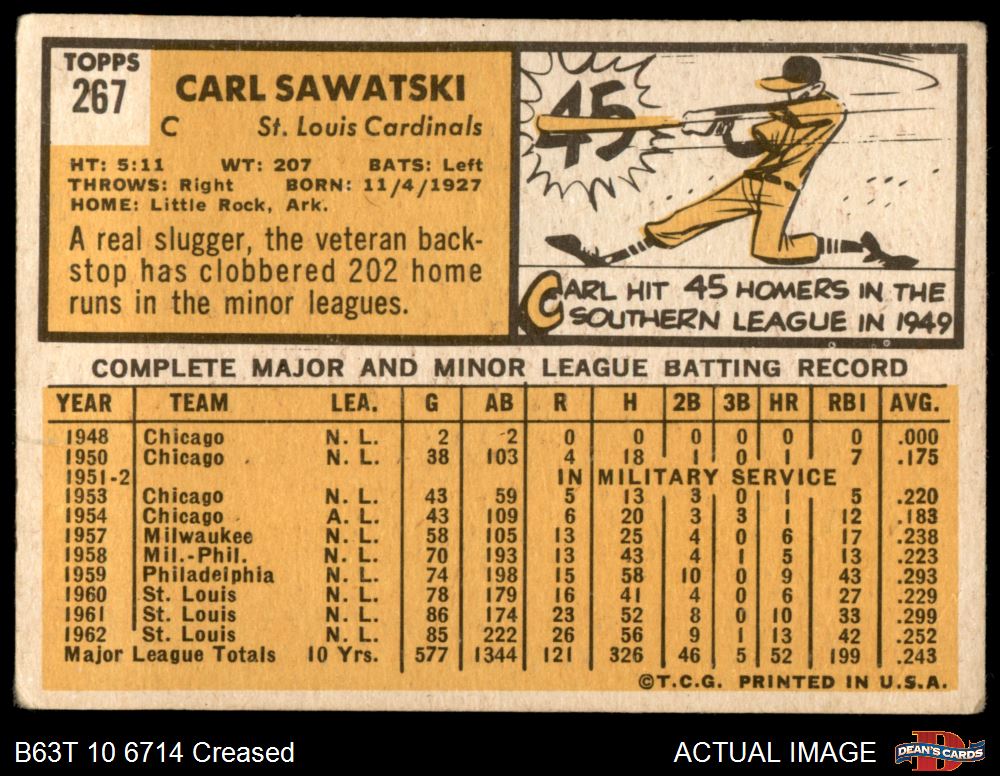 TOPPS
267
CARL SAWATSKI
C St. Louis Cardinals
HT: 5:11 WT: 207 BATS: Left
THROWS: Right BORN: 11/4/1927
HOME: Little Rock, Ark.
A real slugger, the veteran back-
stop has clobbered 202 home
runs in the minor leagues.
45
CARL HIT 45 HOMERS IN THE
SOUTHERN LEAGUE IN 1949
COMPLETE MAJOR AND MINOR LEAGUE BATTING RECORD
YEAR TEAM LEA. G AB R H 2B 3B HR RBI AVG.
1948 Chicago N. L. 2 2 0 0 0 0 0 0 .000
1950 Chicago N. L. 38 103 4 18 1 0 1 7 .175
1951-2 IN MILITARY SERVICE
1953 Chicago N. L. 43 59 5 13 3 0 1 5 .220
1954 Chicago A. L. 43 109 6 20 3 3 1 12 .183
1957 Milwaukee N. L. 58 105 13 25 4 0 6 17 .238
1958 Mil.-Phil. N. L. 70 193 13 43 4 1 5 13 .223
1959 Philadelphia N. L. 74 198 15 58 10 0 9 43 .293
1960 St. Louis N. L. 78 179 16 41 4 0 6 27 .229
1961 St. Louis N. L. 86 174 23 52 8 0 10 33 .299
1962 St. Louis N. L. 85 222 26 56 9 1 13 42 .252
Major League Totals 10 Yrs. 577 1344 121 326 46 5 52 199 .243
©T.C.G. PRINTED IN U.S.A.
B63T 10 6714 Creased ACTUAL IMAGE
DEAN'S CARDS